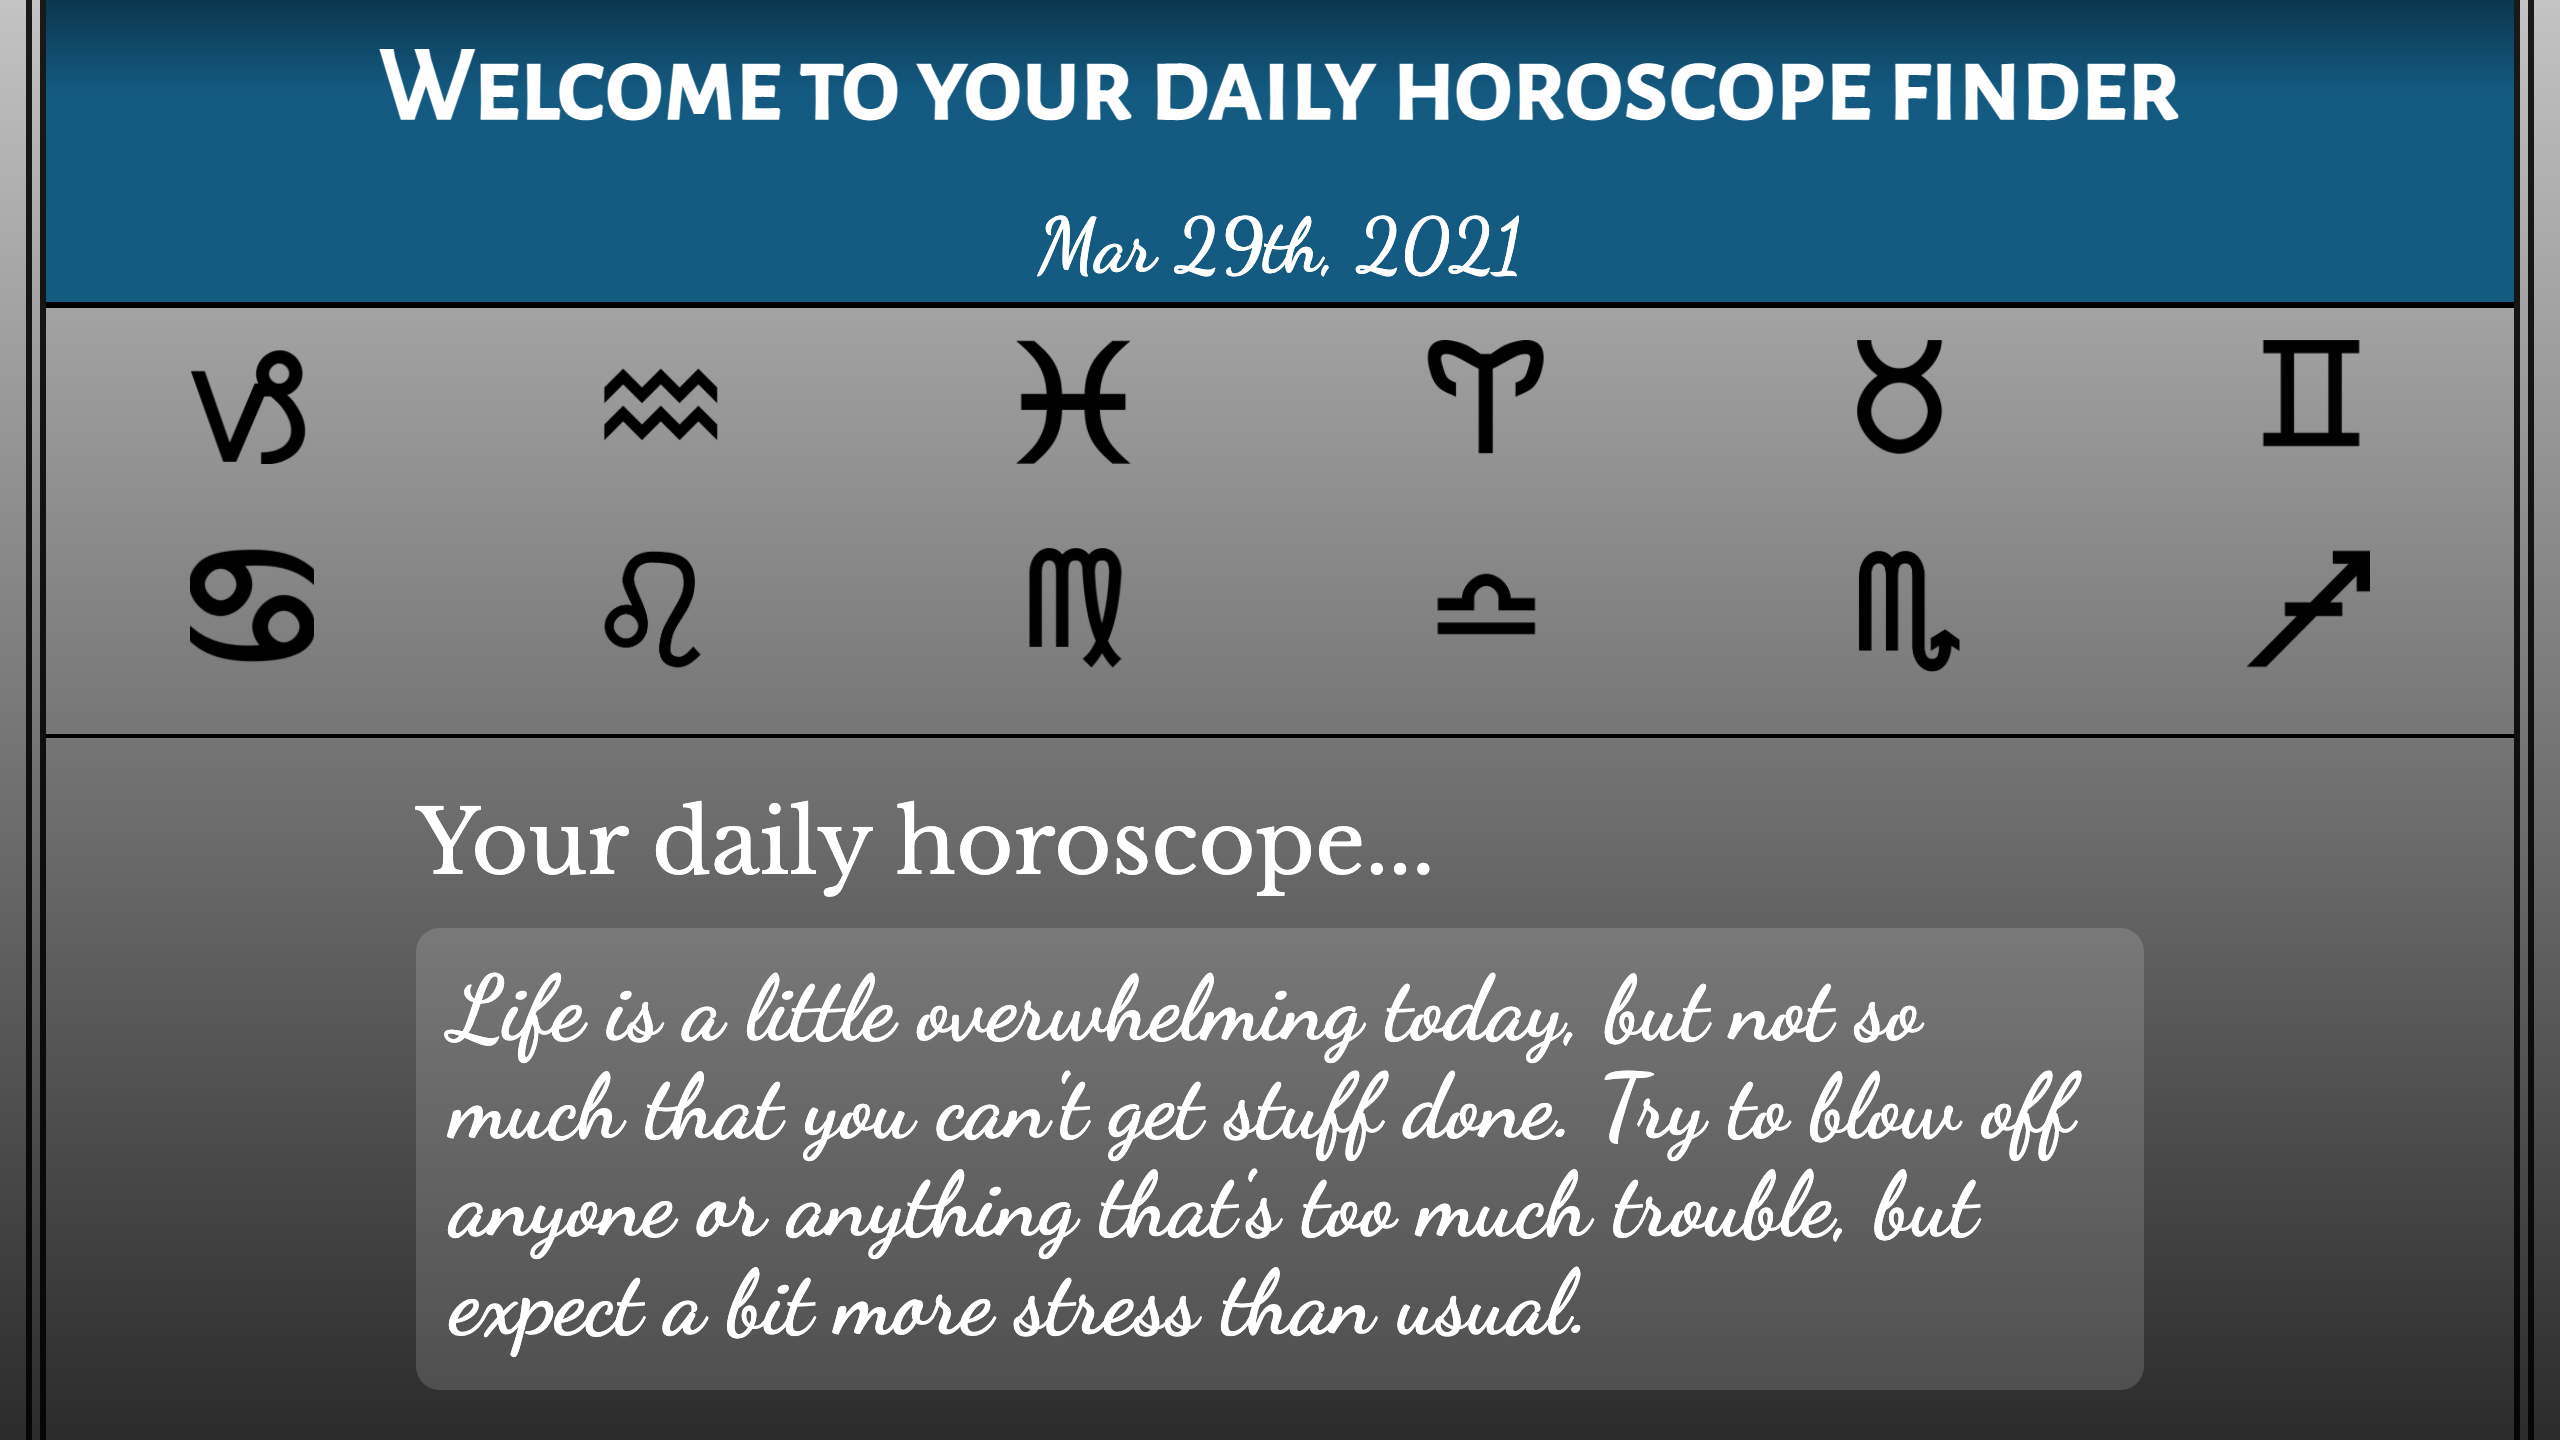 Welcome to your daily horoscope finder
Mar 29th, 2021
♑ ♒ ♓ ♈ ♉ ♊
♋ ♌ ♍ ♎ ♏ ♐
Your daily horoscope...
Life is a little overwhelming today, but not so
much that you can't get stuff done. Try to blow off
anyone or anything that's too much trouble, but
expect a bit more stress than usual.